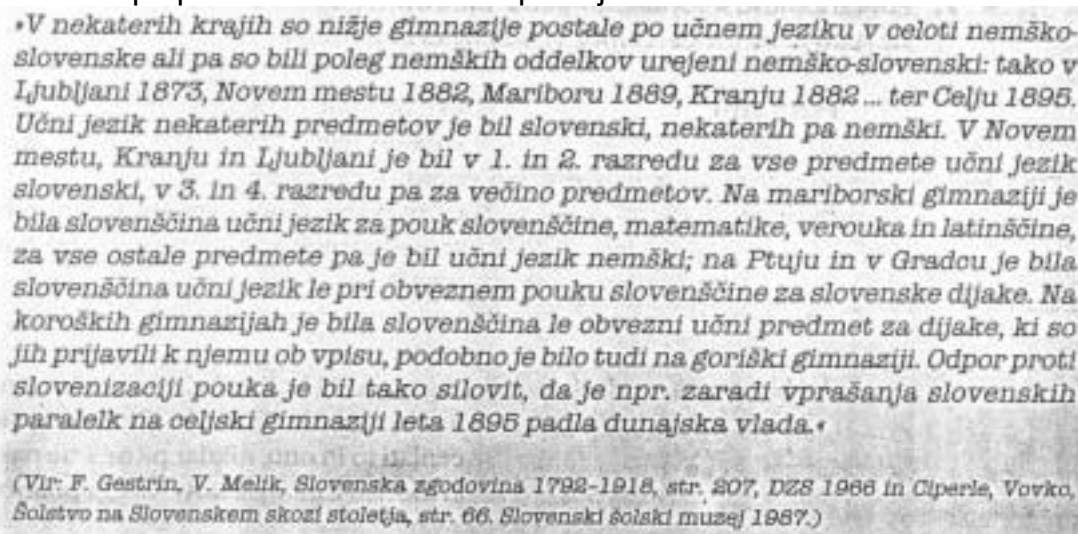 »V nekaterih krajih so nižje gimnazije postale po učnem jeziku v celoti nemško-
slovenske ali pa so bili poleg nemških oddelkov urejeni nemško-slovenski: tako v
Ljubljani 1873, Novem mestu 1882, Mariboru 1889, Kranju 1882 ... ter Celju 1895.
Učni jezik nekaterih predmetov je bil slovenski, nekaterih pa nemški. V Novem
mestu, Kranju in Ljubljani je bil v 1. in 2. razredu za vse predmete učni jezik
slovenski, v 3. in 4. razredu pa za večino predmetov. Na mariborski gimnaziji je
bila slovenščina učni jezik za pouk slovenščine, matematike, verouka in latinščine,
za vse ostale predmete pa je bil učni jezik nemški; na Ptuju in v Gradcu je bila
slovenščina učni jezik le pri obveznem pouku slovenščine za slovenske dijake. Na
koroških gimnazijah je bila slovenščina le obvezni učni predmet za dijake, ki so
jih prijavili k njemu ob vpisu, podobno je bilo tudi na goriški gimnaziji. Odpor proti
slovenizaciji pouka je bil tako silovit, da je npr. zaradi vprašanja slovenskih
paralelk na celjski gimnaziji leta 1895 padla dunajska vlada.«
(Vir: F. Gestrin, V. Melik, Slovenska zgodovina 1792-1918, str. 207, DZS 1966 in Ciperle, Vovko,
Šolstvo na Slovenskem skozi stoletja, str. 66. Slovenski šolski muzej 1987.)